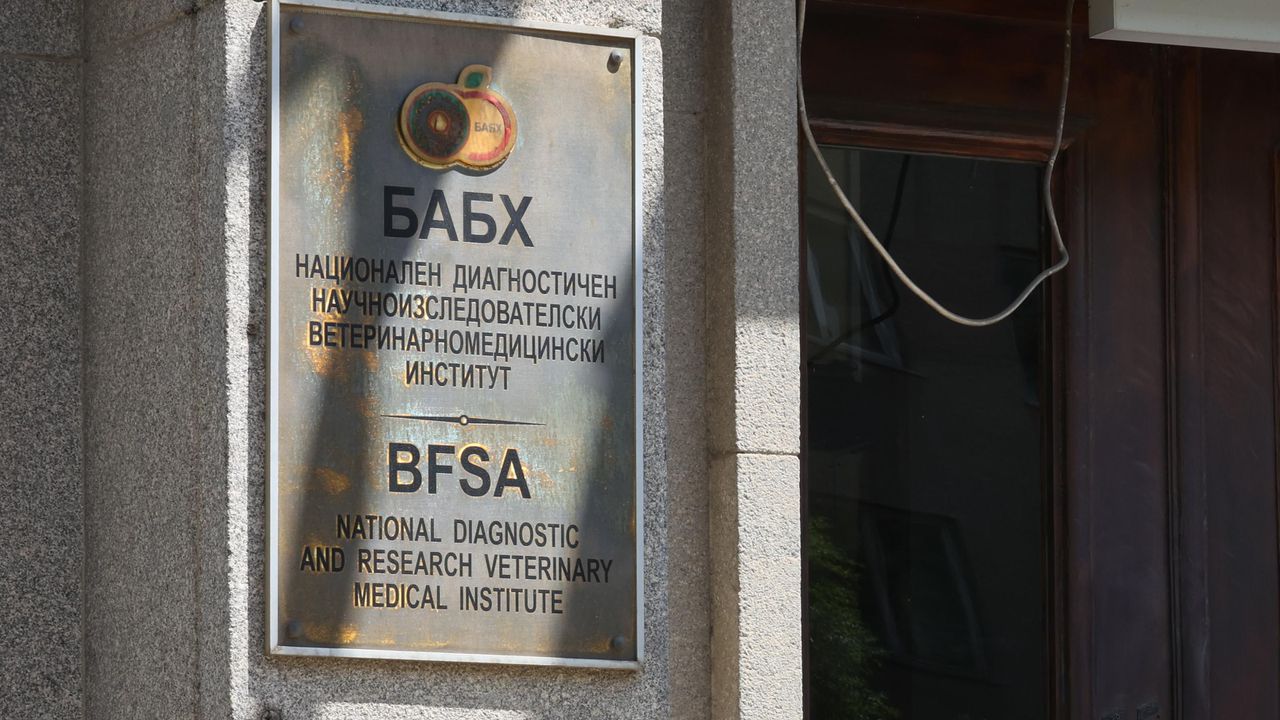 БАБХ
БАБХ
НАЦИОНАЛЕН ДИАГНОСТИЧЕН
НАУЧНОИЗСЛЕДОВАТЕЛСКИ
ВЕТЕРИНАРНОМЕДИЦИНСКИ
ИНСТИТУТ
BFSA
NATIONAL DIAGNOSTIC
AND RESEARCH VETERINARY
MEDICAL INSTITUTE